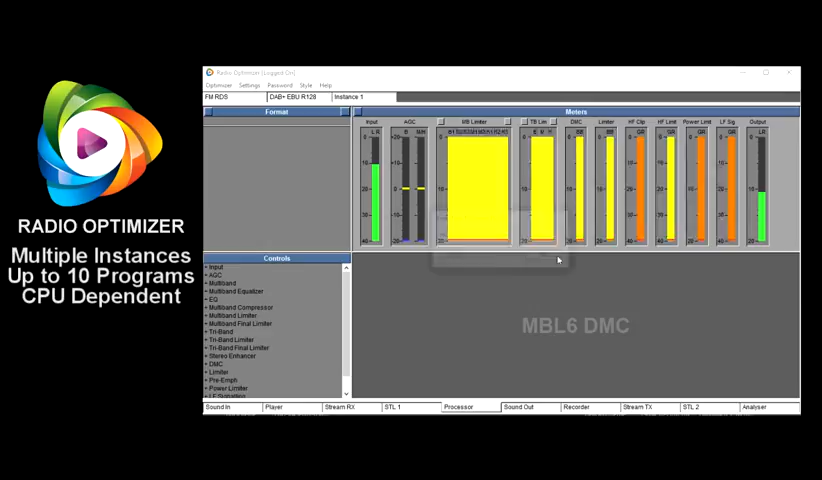 Radio Optimizer [Logged On]
Optimizer Settings Password Style Help
FM RDS DAB+ EBU R128 Instance 1
Format
Meters
Input AGC MB Limiter TB Lim DMC Limiter HF Clip HF Limit Power Limit LF Sig Output
RADIO OPTIMIZER
Multiple Instances
Up to 10 Programs
CPU Dependent
Controls
+ Input
+ AGC
+ Multiband
+ Multiband Equalizer
+ EQ
+ Multiband Compressor
+ Multiband Limiter
+ Multiband Final Limiter
+ Tri-Band
+ Tri-Band Limiter
+ Tri-Band Final Limiter
+ Stereo Enhancer
+ DMC
+ Limiter
+ Pre-Emph
+ Power Limiter
MBL6 DMC
Sound In Player Stream RX STL 1 Processor Sound Out Recorder Stream TX STL 2 Analyser